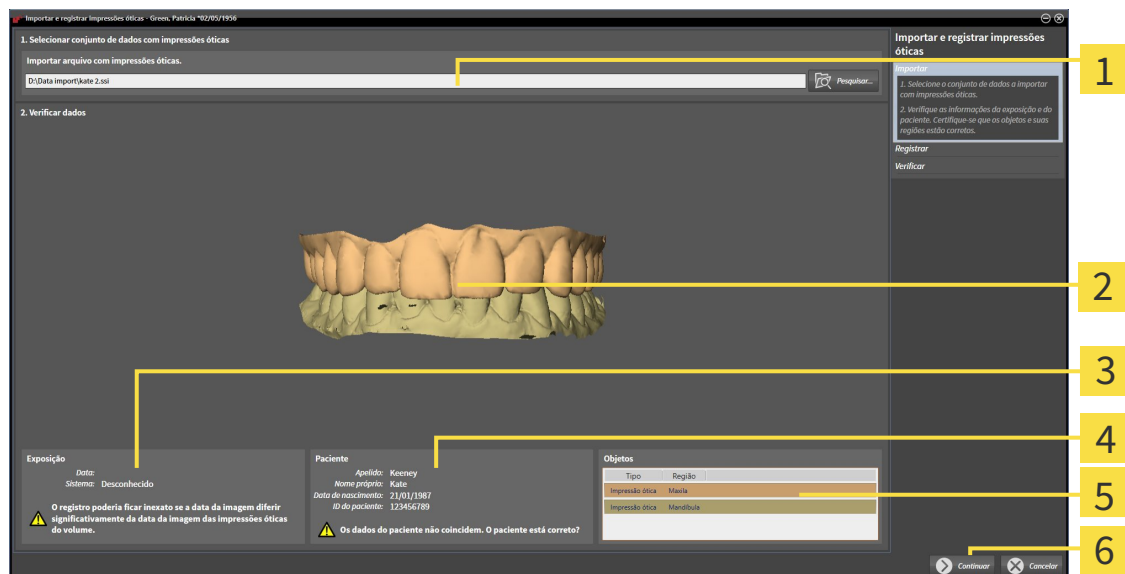 Importar e registrar impressões óticas - Green, Patricia *02/05/1956
1. Selecionar conjunto de dados com impressões óticas
Importar arquivo com impressões óticas.
D:\Data import\kate 2.ssi
Pesquisar...
2. Verificar dados
Exposição
Data:
Sistema: Desconhecido
O registro poderia ficar inexato se a data da imagem diferir
significativamente da data da imagem das impressões óticas
do volume.
Paciente
Apelido: Keeney
Nome próprio: Kate
Data de nascimento: 21/01/1987
ID do paciente: 123456789
Os dados do paciente não coincidem. O paciente está correto?
Objetos
Tipo Região
Impressão ótica Maxila
Impressão ótica Mandíbula
Importar e registrar impressões
óticas
Importar
1. Selecione o conjunto de dados a importar
com impressões óticas.
2. Verifique as informações da exposição e do
paciente. Certifique-se que os objetos e suas
regiões estão corretos.
Registrar
Verificar
Continuar
Cancelar
1
2
3
4
5
6